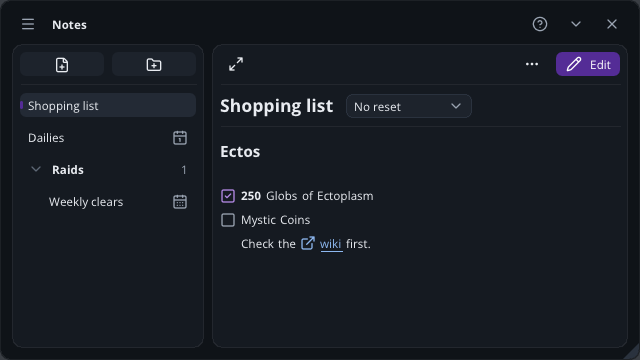 Notes
Edit
Shopping list
Dailies
Raids 1
Weekly clears
Shopping list No reset
Ectos
250 Globs of Ectoplasm
Mystic Coins
Check the wiki first.